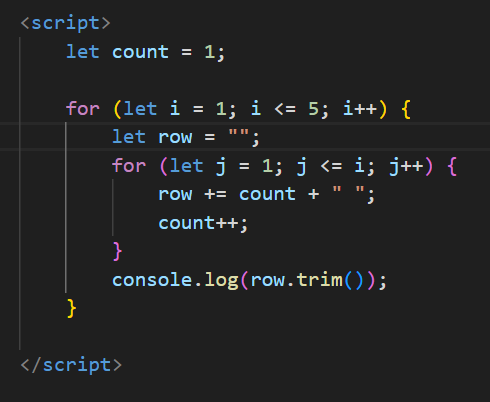 <script>
    let count = 1;

    for (let i = 1; i <= 5; i++) {
        let row = "";
        for (let j = 1; j <= i; j++) {
            row += count + " ";
            count++;
        }
        console.log(row.trim());
    }

</script>